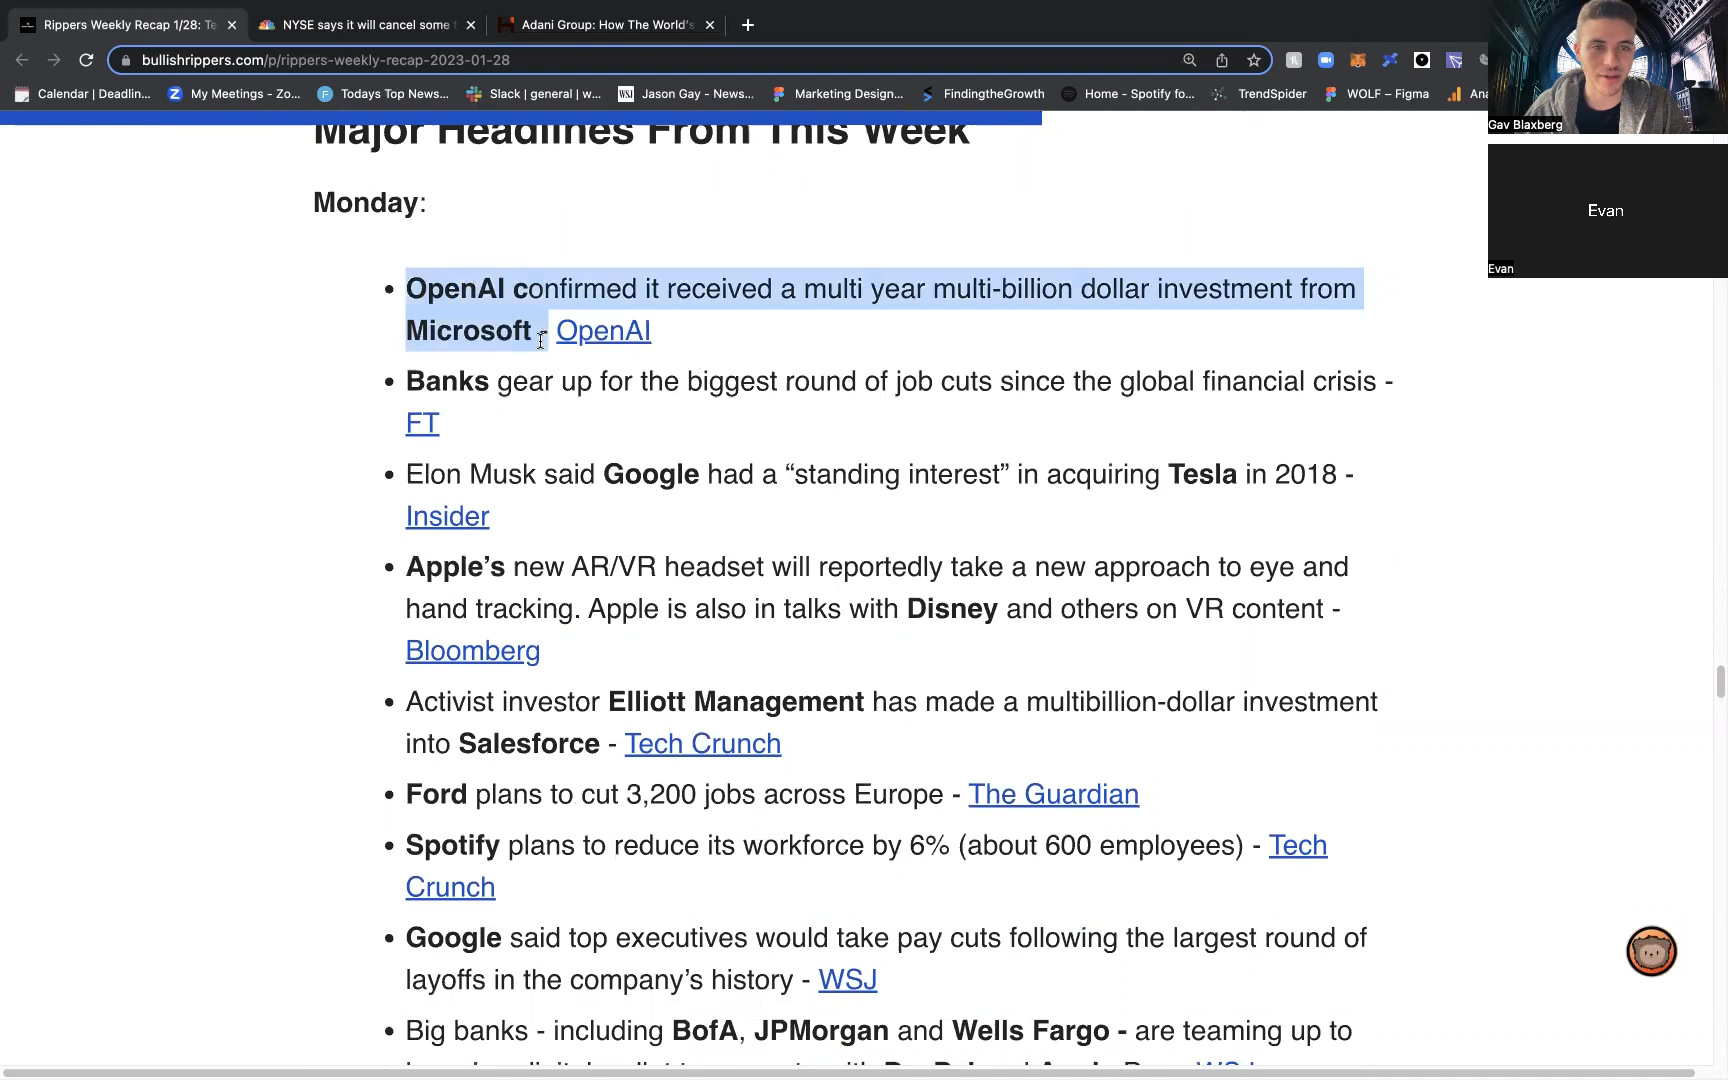 Rippers Weekly Recap 1/28: Te
NYSE says it will cancel some t
Adani Group: How The World's
bullishrippers.com/p/rippers-weekly-recap-2023-01-28
Calendar | Deadlin...
My Meetings - Zo...
Todays Top News...
Slack | general | w...
WSJ
Jason Gay - News...
Marketing Design...
FindingtheGrowth
Home - Spotify fo...
TrendSpider
WOLF – Figma
Ana
Gav Blaxberg
Evan
Evan
Major Headlines From This Week
Monday:
• OpenAI confirmed it received a multi year multi-billion dollar investment from
Microsoft - OpenAI
• Banks gear up for the biggest round of job cuts since the global financial crisis -
FT
• Elon Musk said Google had a “standing interest” in acquiring Tesla in 2018 -
Insider
• Apple’s new AR/VR headset will reportedly take a new approach to eye and
hand tracking. Apple is also in talks with Disney and others on VR content -
Bloomberg
• Activist investor Elliott Management has made a multibillion-dollar investment
into Salesforce - Tech Crunch
• Ford plans to cut 3,200 jobs across Europe - The Guardian
• Spotify plans to reduce its workforce by 6% (about 600 employees) - Tech
Crunch
• Google said top executives would take pay cuts following the largest round of
layoffs in the company’s history - WSJ
• Big banks - including BofA, JPMorgan and Wells Fargo - are teaming up to